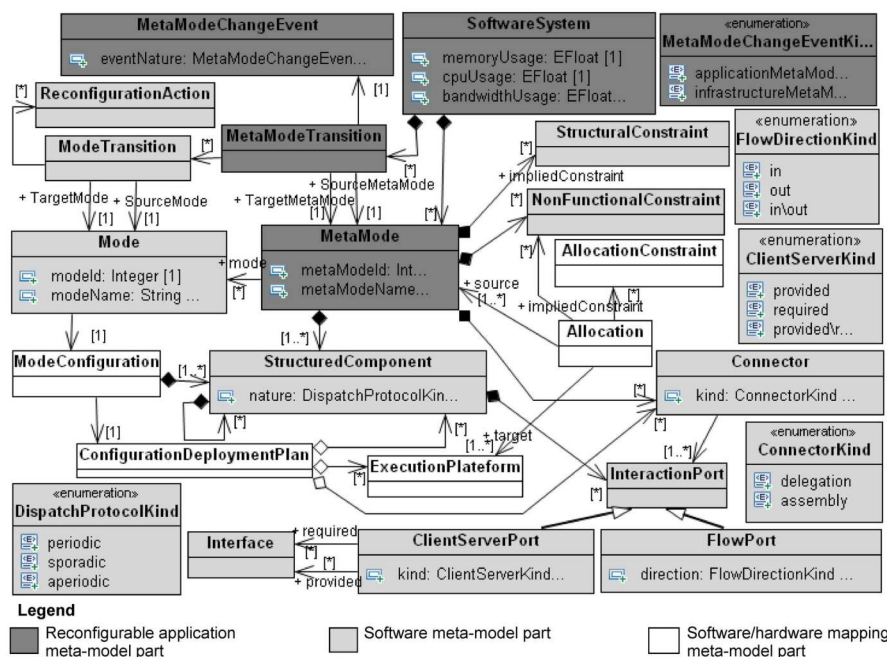 MetaModeChangeEvent
eventNature: MetaModeChangeEven...
SoftwareSystem
memoryUsage: EFloat [1]
cpuUsage: EFloat [1]
bandwidthUsage: EFloat...
«enumeration»
MetaModeChangeEventKi...
applicationMetaMod...
infrastructureMetaM...
[*]
ReconfigurationAction
[1]
ModeTransition
[*]
MetaModeTransition
[*]
[*]
StructuralConstraint
«enumeration»
FlowDirectionKind
in
out
in\out
+ TargetMode
+ SourceMode
[1]
[1]
+ SourceMetaMode
+ TargetMetaMode
[1]
[1]
[*]
+ impliedConstraint
[*]
NonFunctionalConstraint
[*]
Mode
modeId: Integer [1]
modeName: String ...
+ mode
[*]
MetaMode
metaModeId: Int...
metaModeName...
AllocationConstraint
[*]
«enumeration»
ClientServerKind
provided
required
provided\r...
+ source
[1..*]
+ impliedConstraint
Allocation
[1]
ModeConfiguration
[1..*]
[1..*]
StructuredComponent
nature: DispatchProtocolKin...
[*]
[*]
Connector
kind: ConnectorKind ...
[*]
[*]
[1]
ConfigurationDeploymentPlan
[*]
ExecutionPlateform
+ target
[1..*]
[1..*]
InteractionPort
[*]
«enumeration»
ConnectorKind
delegation
assembly
«enumeration»
DispatchProtocolKind
periodic
sporadic
aperiodic
Interface
+ required
[*]
[*]
+ provided
ClientServerPort
kind: ClientServerKind...
FlowPort
direction: FlowDirectionKind ...
Legend
Reconfigurable application
meta-model part
Software meta-model part
Software/hardware mapping
meta-model part